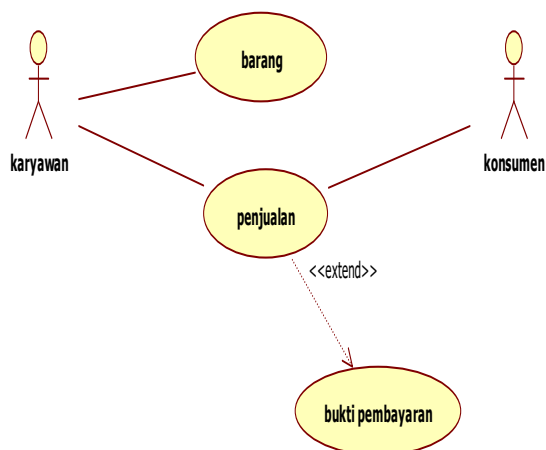 barang
karyawan
konsumen
penjualan
<<extend>>
bukti pembayaran